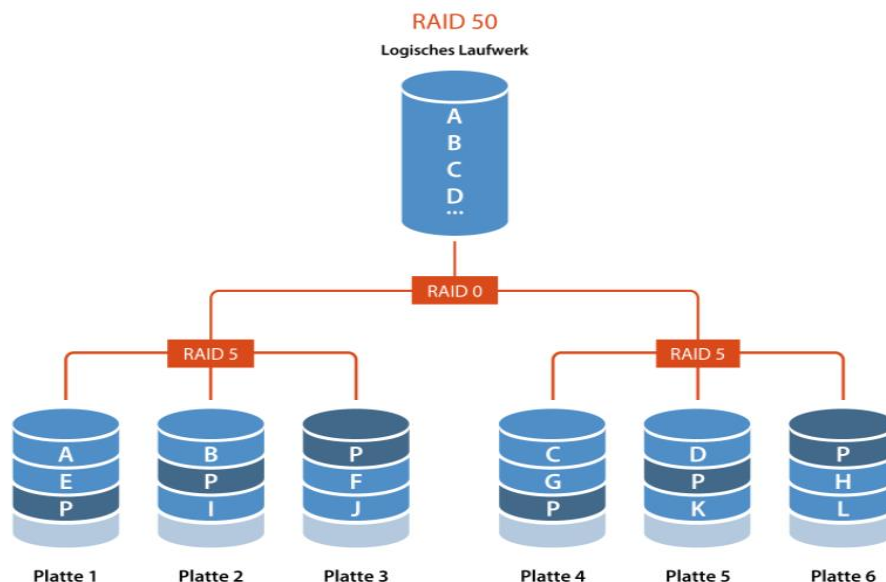 RAID 50
Logisches Laufwerk
A
B
C
D
...
RAID 0
RAID 5 RAID 5
A B P C D P
E P F G P H
P I J P K L
Platte 1 Platte 2 Platte 3 Platte 4 Platte 5 Platte 6